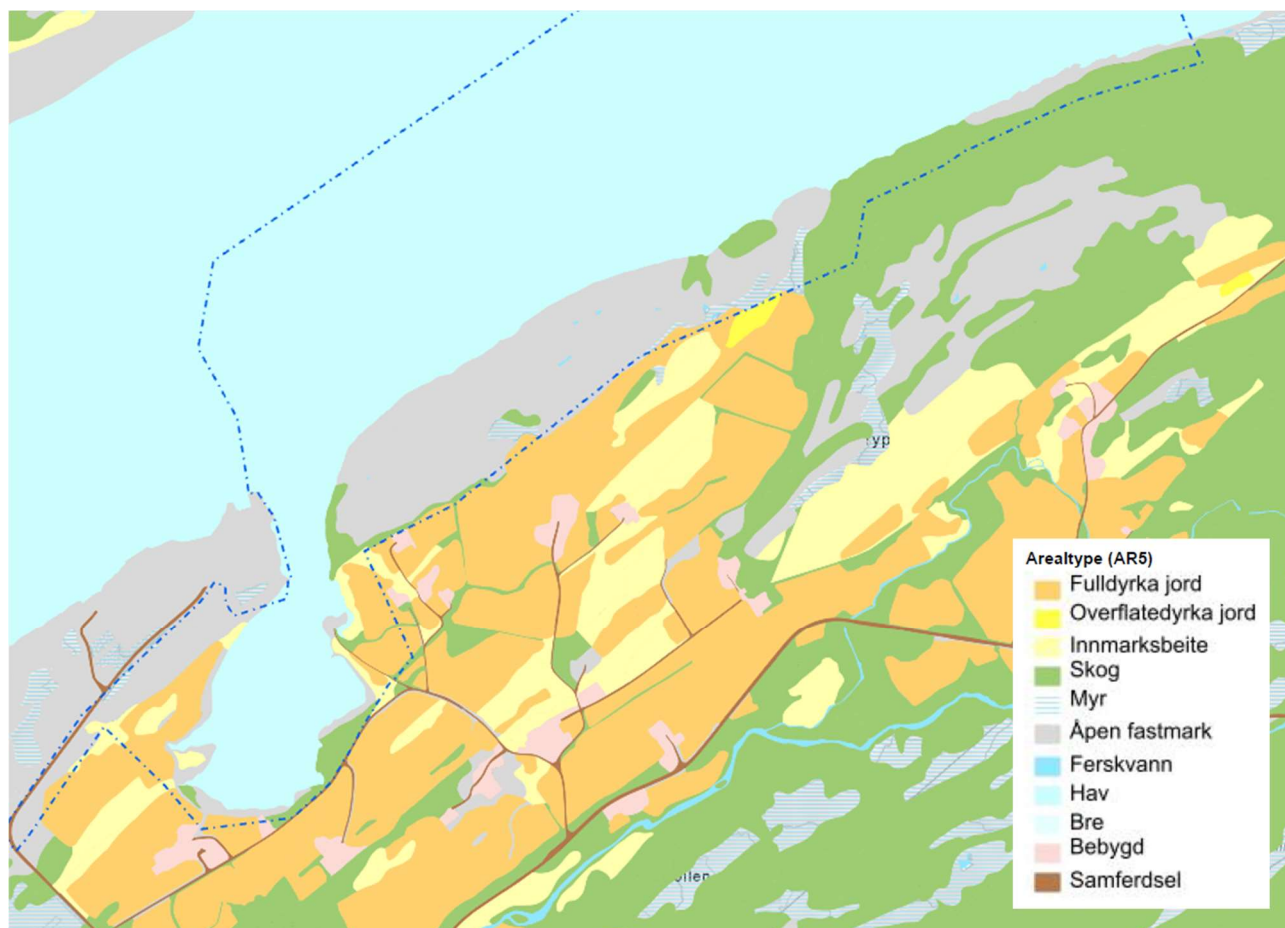 Arealtype (AR5)
Fulldyrka jord
Overflatedyrka jord
Innmarksbeite
Skog
Myr
Åpen fastmark
Ferskvann
Hav
Bre
Bebygd
Samferdsel